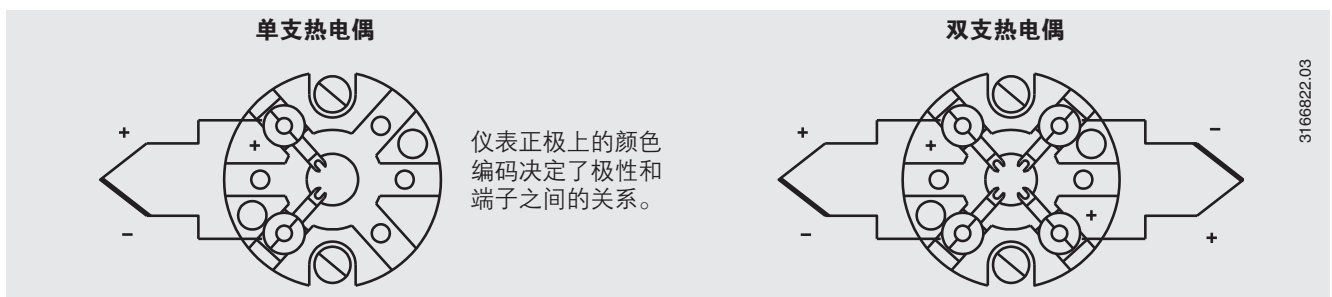 单支热电偶
+
+
-
仪表正极上的颜色
编码决定了极性和
端子之间的关系。
双支热电偶
+
+
-
-
+
+
3166822.03